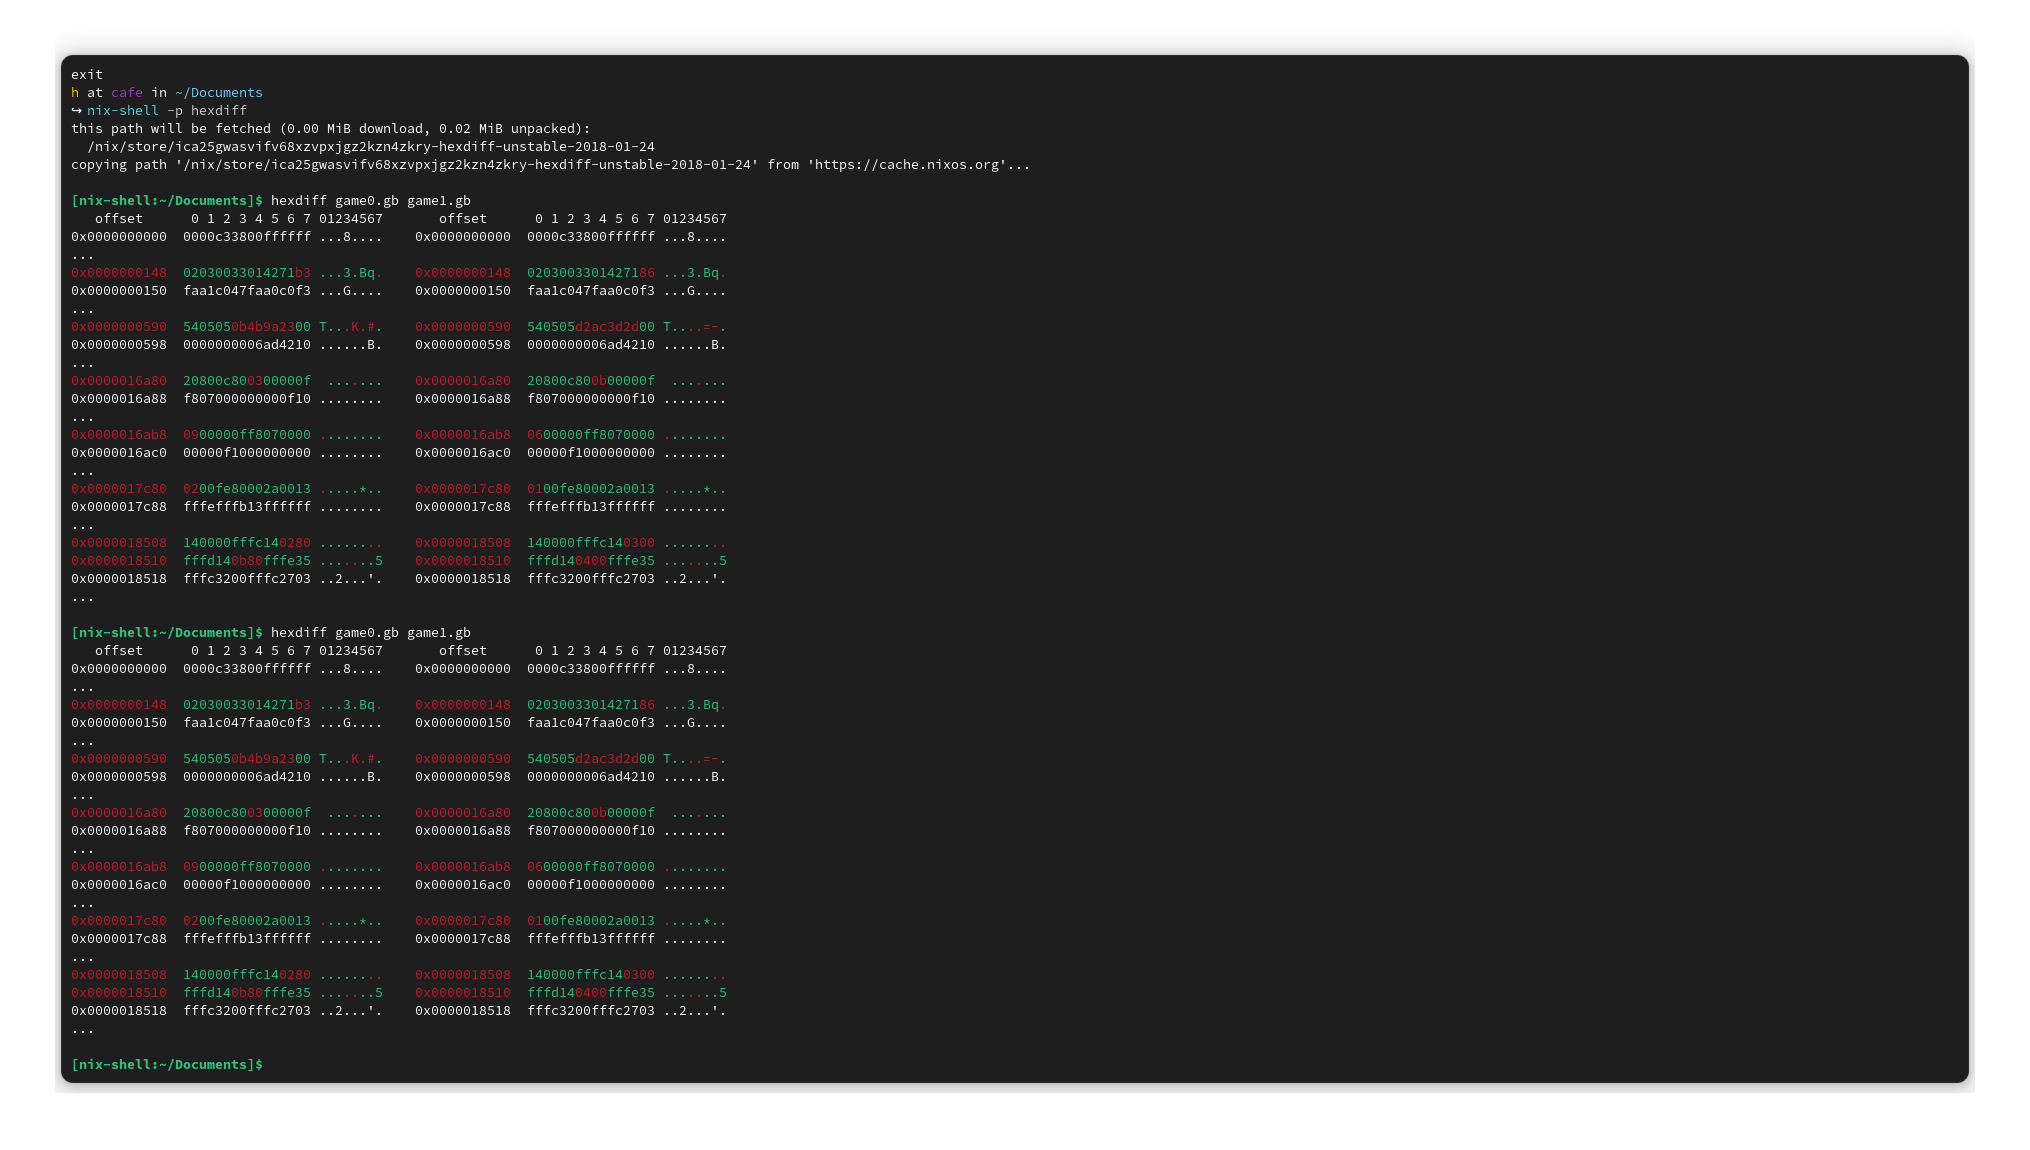 exit
h at cafe in ~/Documents
↪ nix-shell -p hexdiff
this path will be fetched (0.00 MiB download, 0.02 MiB unpacked):
  /nix/store/ica25gwasvifv68xzvpxjgz2kzn4zkry-hexdiff-unstable-2018-01-24
copying path '/nix/store/ica25gwasvifv68xzvpxjgz2kzn4zkry-hexdiff-unstable-2018-01-24' from 'https://cache.nixos.org'...

[nix-shell:~/Documents]$ hexdiff game0.gb game1.gb
   offset      0 1 2 3 4 5 6 7 01234567       offset      0 1 2 3 4 5 6 7 01234567
0x0000000000  0000c33800ffffff ...8....    0x0000000000  0000c33800ffffff ...8....
...
0x0000000148  02030033014271b3 ...3.Bq.    0x0000000148  0203003301427186 ...3.Bq.
0x0000000150  faa1c047faa0c0f3 ...G....    0x0000000150  faa1c047faa0c0f3 ...G....
...
0x0000000590  5405050b4b9a2300 T...K.#.    0x0000000590  540505d2ac3d2d00 T....=-.
0x0000000598  0000000006ad4210 ......B.    0x0000000598  0000000006ad4210 ......B.
...
0x0000016a80  20800c800300000f  .......    0x0000016a80  20800c800b00000f  .......
0x0000016a88  f807000000000f10 ........    0x0000016a88  f807000000000f10 ........
...
0x0000016ab8  0900000ff8070000 ........    0x0000016ab8  0600000ff8070000 ........
0x0000016ac0  00000f1000000000 ........    0x0000016ac0  00000f1000000000 ........
...
0x0000017c80  0200fe80002a0013 .....*..    0x0000017c80  0100fe80002a0013 .....*..
0x0000017c88  fffefffb13ffffff ........    0x0000017c88  fffefffb13ffffff ........
...
0x0000018508  140000fffc140280 ........    0x0000018508  140000fffc140300 ........
0x0000018510  fffd140b80fffe35 .......5    0x0000018510  fffd140400fffe35 .......5
0x0000018518  fffc3200fffc2703 ..2...'.    0x0000018518  fffc3200fffc2703 ..2...'.
...

[nix-shell:~/Documents]$ hexdiff game0.gb game1.gb
   offset      0 1 2 3 4 5 6 7 01234567       offset      0 1 2 3 4 5 6 7 01234567
0x0000000000  0000c33800ffffff ...8....    0x0000000000  0000c33800ffffff ...8....
...
0x0000000148  02030033014271b3 ...3.Bq.    0x0000000148  0203003301427186 ...3.Bq.
0x0000000150  faa1c047faa0c0f3 ...G....    0x0000000150  faa1c047faa0c0f3 ...G....
...
0x0000000590  5405050b4b9a2300 T...K.#.    0x0000000590  540505d2ac3d2d00 T....=-.
0x0000000598  0000000006ad4210 ......B.    0x0000000598  0000000006ad4210 ......B.
...
0x0000016a80  20800c800300000f  .......    0x0000016a80  20800c800b00000f  .......
0x0000016a88  f807000000000f10 ........    0x0000016a88  f807000000000f10 ........
...
0x0000016ab8  0900000ff8070000 ........    0x0000016ab8  0600000ff8070000 ........
0x0000016ac0  00000f1000000000 ........    0x0000016ac0  00000f1000000000 ........
...
0x0000017c80  0200fe80002a0013 .....*..    0x0000017c80  0100fe80002a0013 .....*..
0x0000017c88  fffefffb13ffffff ........    0x0000017c88  fffefffb13ffffff ........
...
0x0000018508  140000fffc140280 ........    0x0000018508  140000fffc140300 ........
0x0000018510  fffd140b80fffe35 .......5    0x0000018510  fffd140400fffe35 .......5
0x0000018518  fffc3200fffc2703 ..2...'.    0x0000018518  fffc3200fffc2703 ..2...'.
...

[nix-shell:~/Documents]$